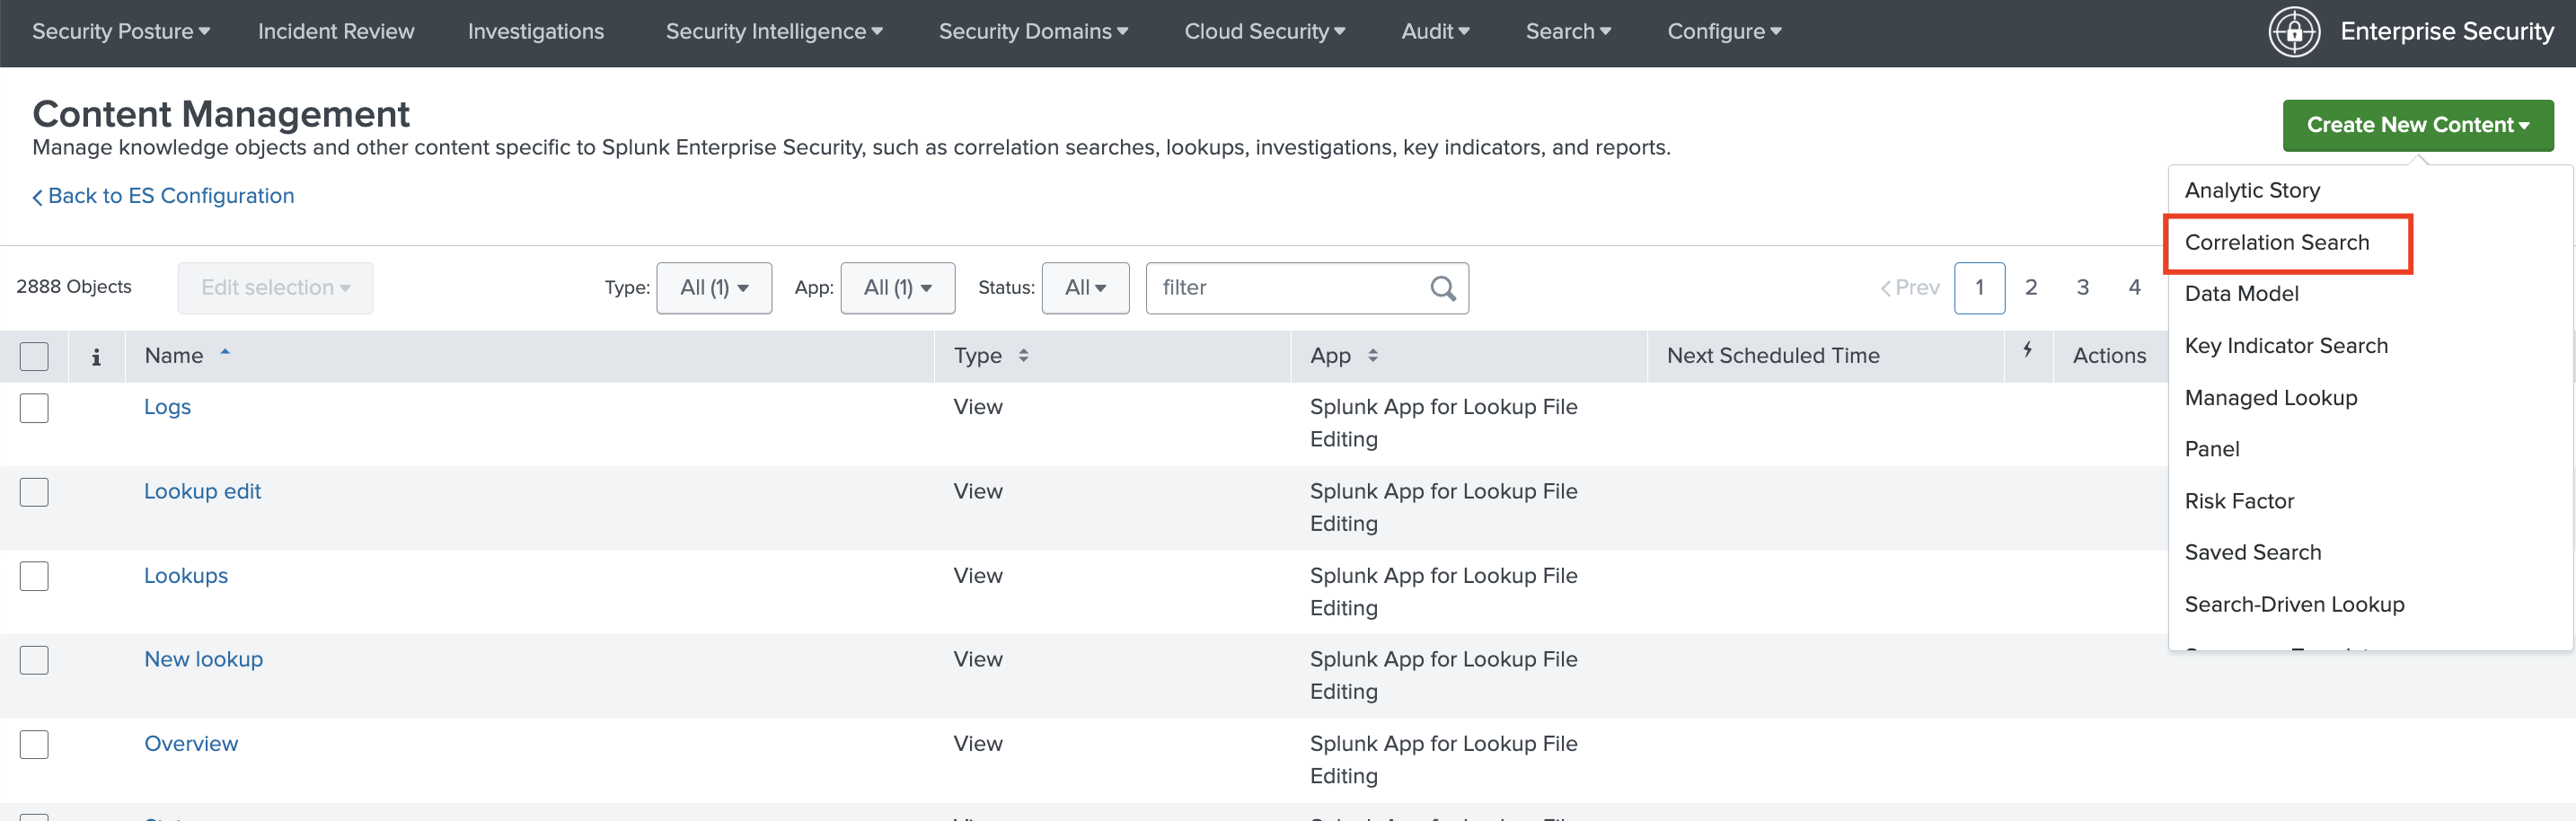 Security Posture Incident Review Investigations Security Intelligence Security Domains Cloud Security Audit Search Configure Enterprise Security
Content Management
Manage knowledge objects and other content specific to Splunk Enterprise Security, such as correlation searches, lookups, investigations, key indicators, and reports.
Back to ES Configuration
Create New Content
Analytic Story
Correlation Search
Data Model
Key Indicator Search
Managed Lookup
Panel
Risk Factor
Saved Search
Search-Driven Lookup
2888 Objects Edit selection Type: All (1) App: All (1) Status: All filter Prev 1 2 3 4
i Name Type App Next Scheduled Time Actions
Logs View Splunk App for Lookup File
Editing
Lookup edit View Splunk App for Lookup File
Editing
Lookups View Splunk App for Lookup File
Editing
New lookup View Splunk App for Lookup File
Editing
Overview View Splunk App for Lookup File
Editing